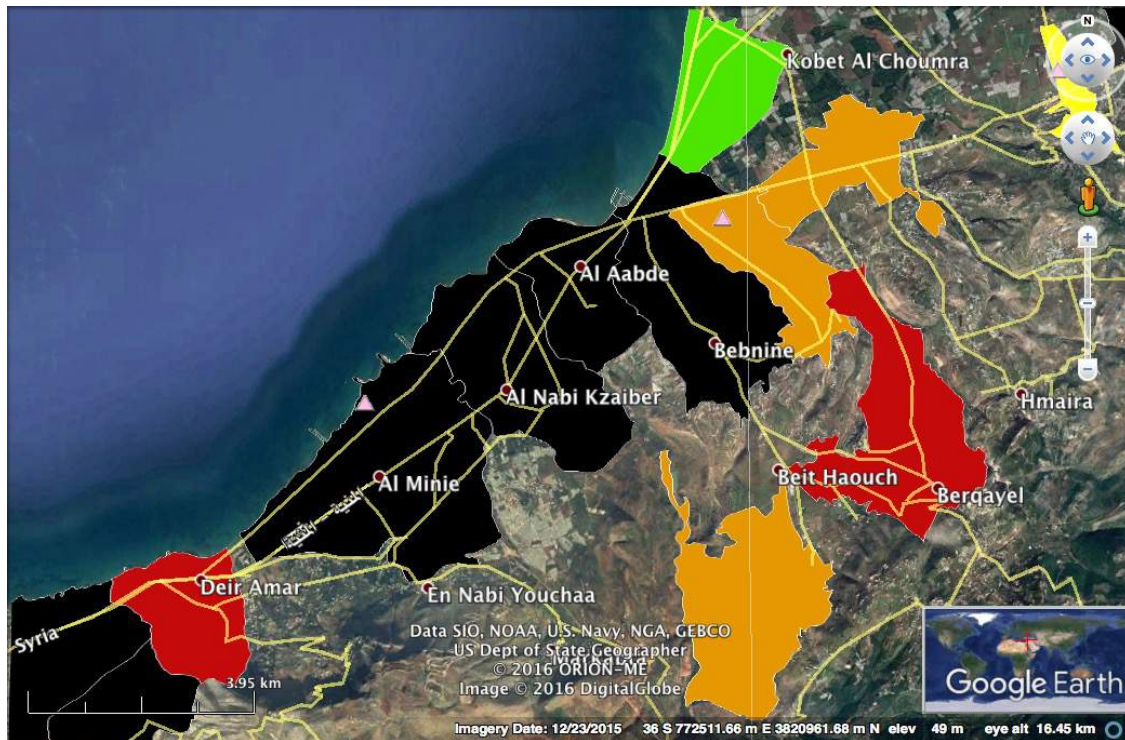 N
Kobet Al Choumra
Al Aabde
Bebnine
Al Nabi Kzaiber
Hmaira
Al Minie
Beit Haouch
Berqayel
المنية
المنية
Deir Amar
En Nabi Youchaa
Syria
Data SIO, NOAA, U.S. Navy, NGA, GEBCO
US Dept of State Geographer
© 2016 ORION-ME
Image © 2016 DigitalGlobe
3.95 km
Google Earth
Imagery Date: 12/23/2015 36 S 772511.66 m E 3820961.68 m N elev 49 m eye alt 16.45 km